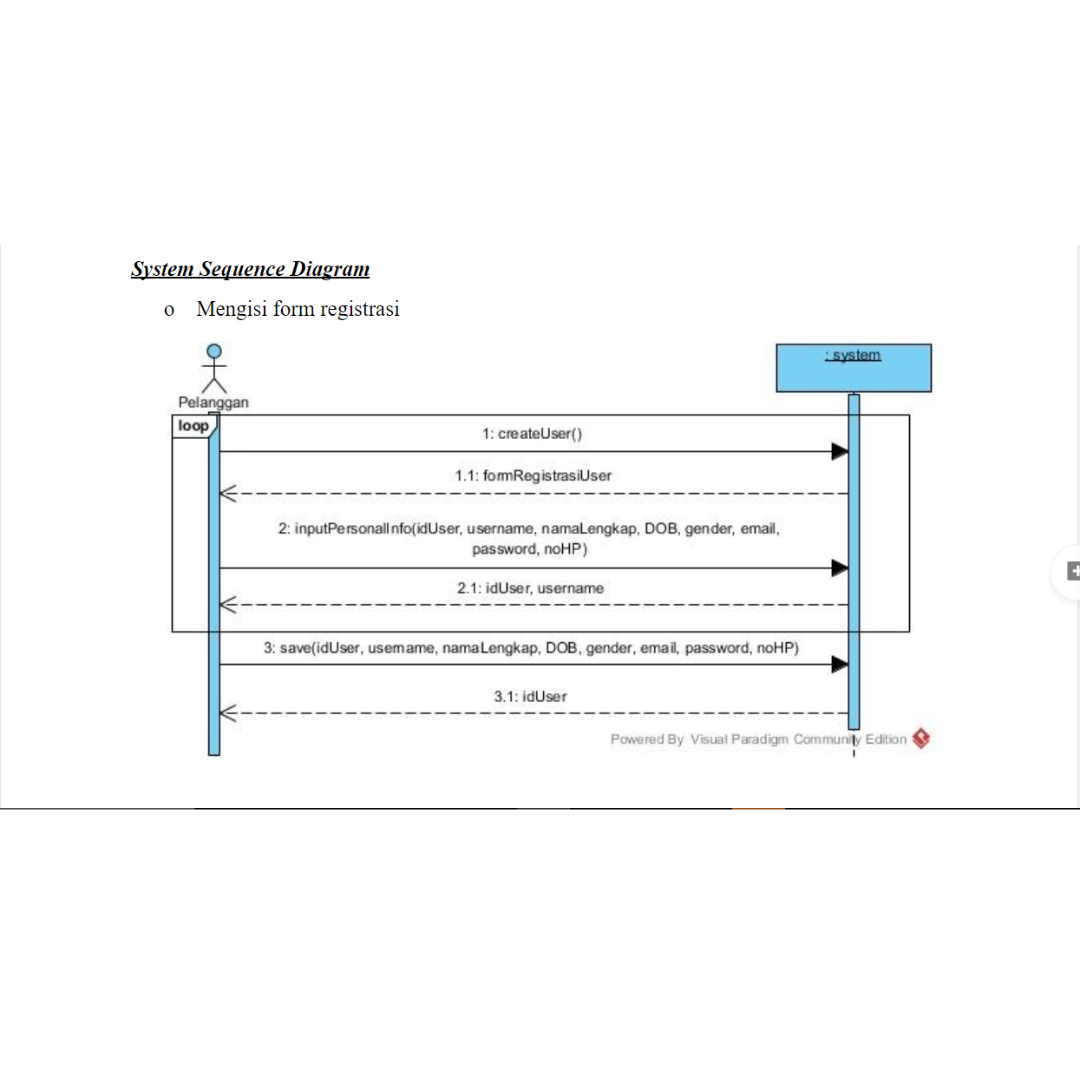 System Sequence Diagram
o Mengisi form registrasi
Pelanggan
: system
loop
1: createUser()
1.1: formRegistrasiUser
2: inputPersonalInfo(idUser, username, namaLengkap, DOB, gender, email,
password, noHP)
2.1: idUser, username
3: save(idUser, username, namaLengkap, DOB, gender, email, password, noHP)
3.1: idUser
Powered By Visual Paradigm Community Edition